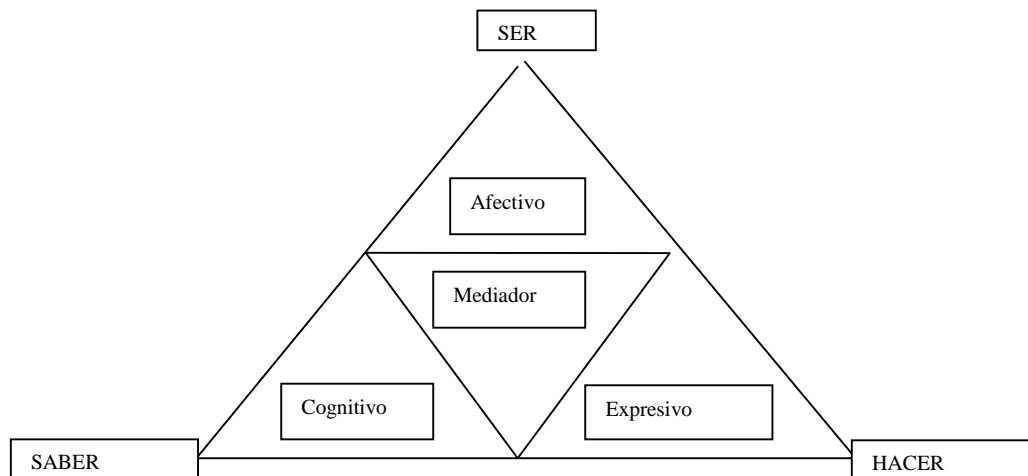 SER
Afectivo
Mediador
Cognitivo
Expresivo
SABER
HACER